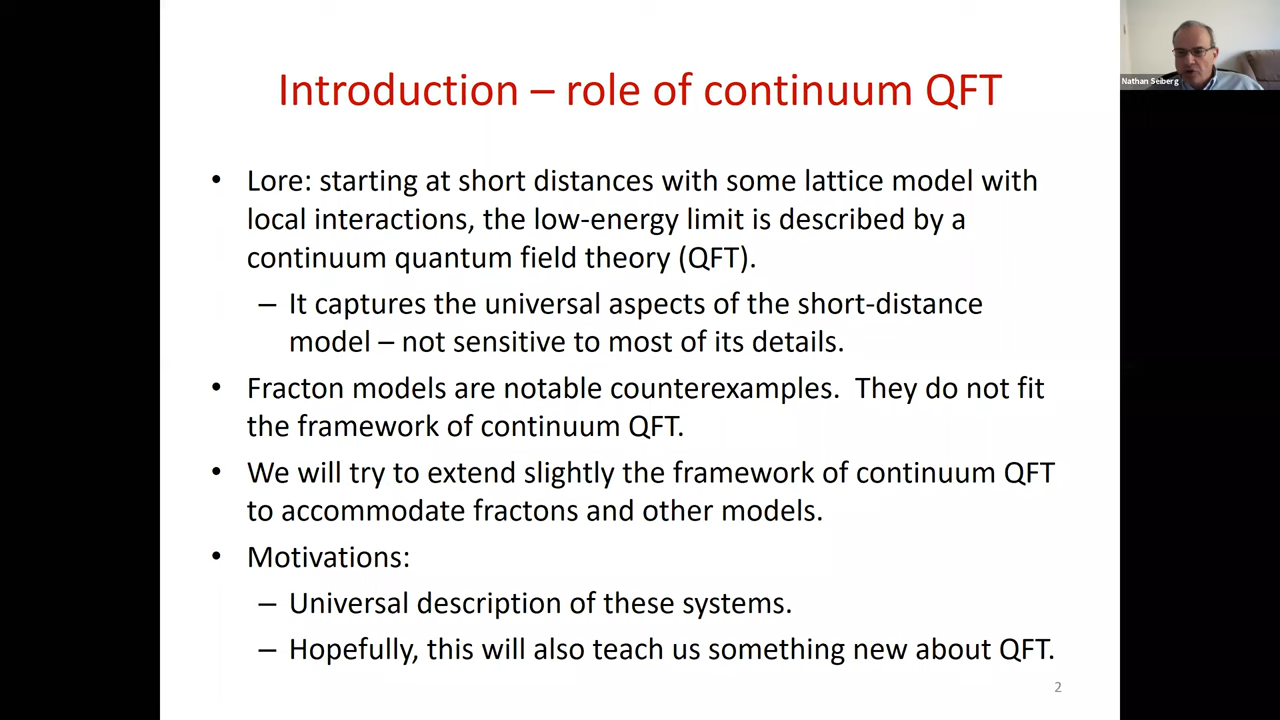 Introduction – role of continuum QFT
Nathan Seiberg
• Lore: starting at short distances with some lattice model with
local interactions, the low-energy limit is described by a
continuum quantum field theory (QFT).
– It captures the universal aspects of the short-distance
model – not sensitive to most of its details.
• Fracton models are notable counterexamples.  They do not fit
the framework of continuum QFT.
• We will try to extend slightly the framework of continuum QFT
to accommodate fractons and other models.
• Motivations:
– Universal description of these systems.
– Hopefully, this will also teach us something new about QFT.
2